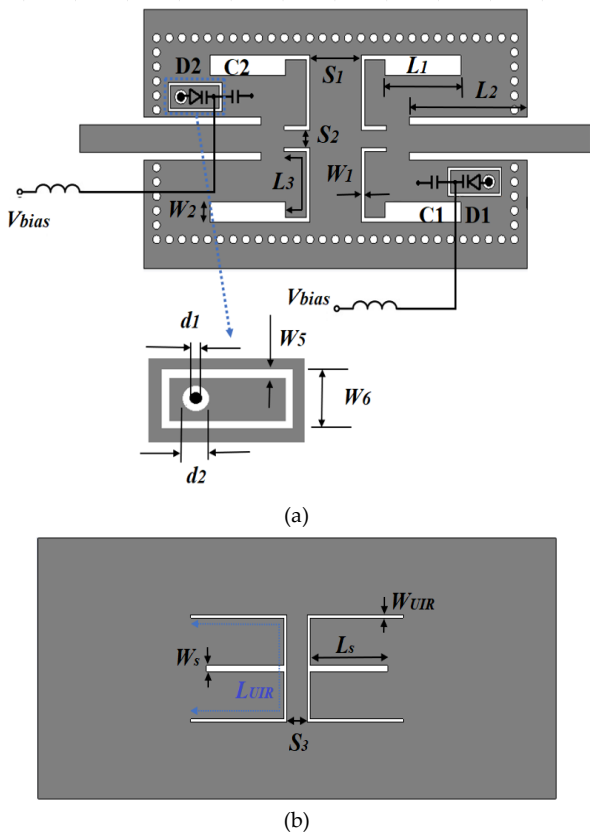 D2
C2
S1
L1
L2
S2
L3
W1
W2
Vbias
C1
D1
Vbias
d1
W5
W6
d2
(a)
WUIR
Ws
Ls
LUIR
S3
(b)